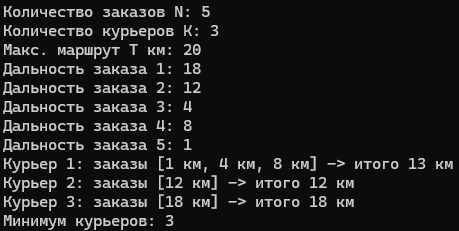 Количество заказов N: 5
Количество курьеров K: 3
Макс. маршрут T км: 20
Дальность заказа 1: 18
Дальность заказа 2: 12
Дальность заказа 3: 4
Дальность заказа 4: 8
Дальность заказа 5: 1
Курьер 1: заказы [1 км, 4 км, 8 км] -> итого 13 км
Курьер 2: заказы [12 км] -> итого 12 км
Курьер 3: заказы [18 км] -> итого 18 км
Минимум курьеров: 3